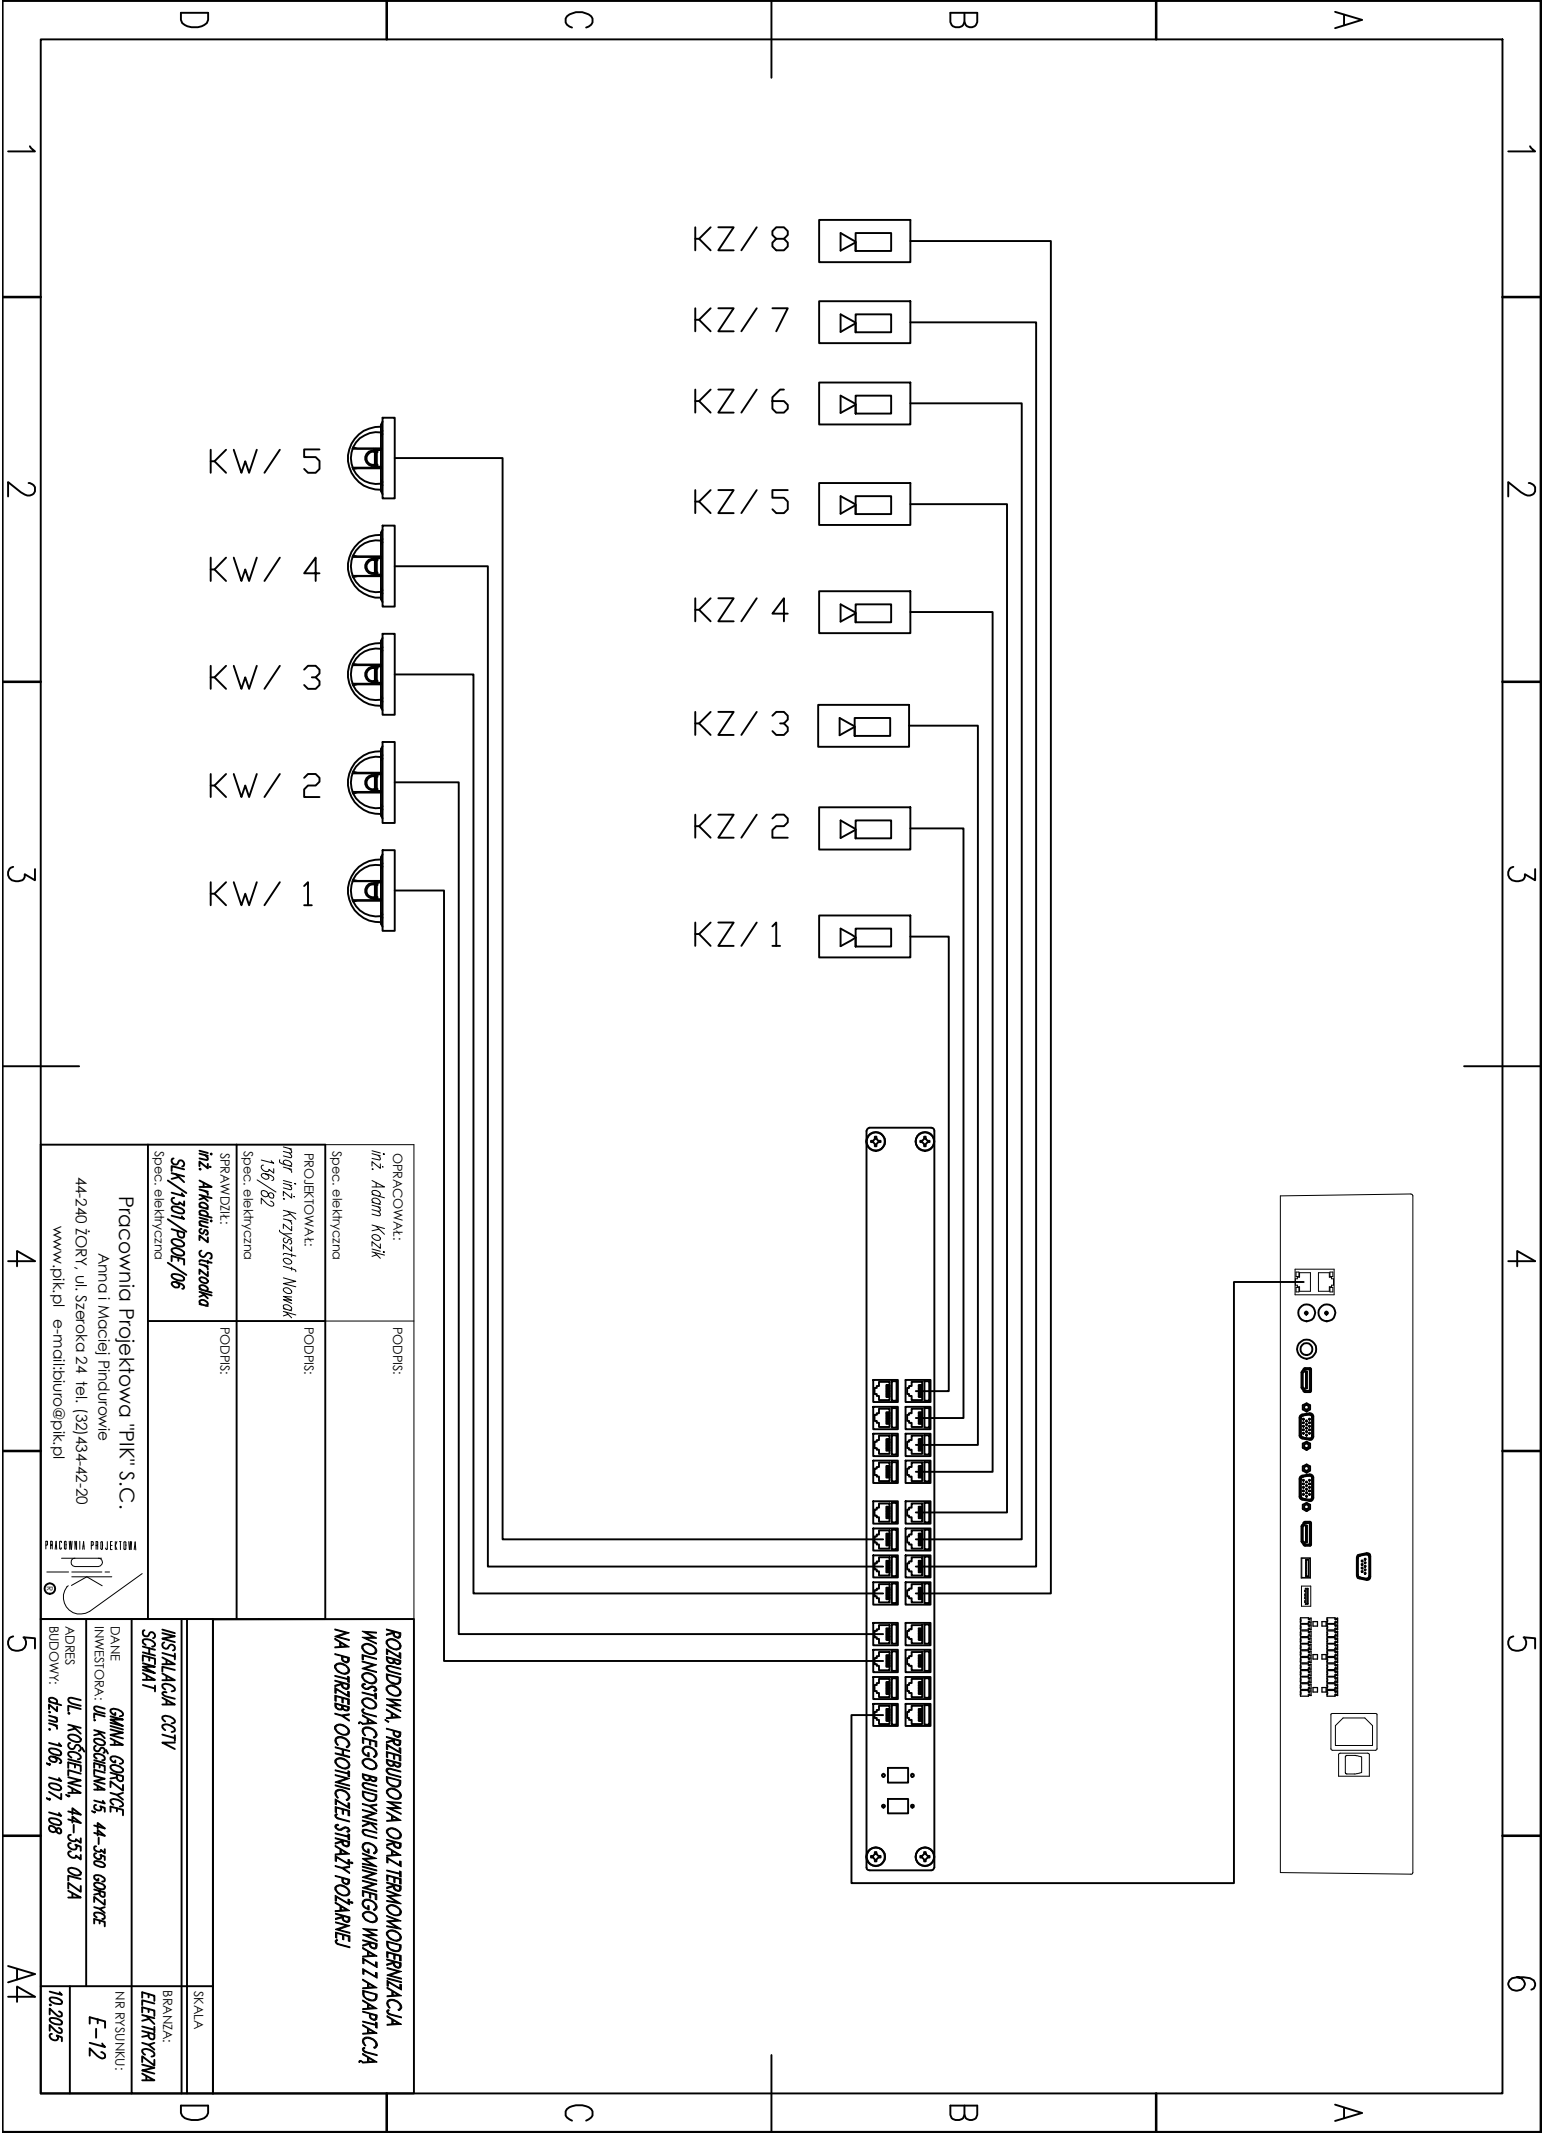 1
2
3
4
5
6
A
A
B
B
C
C
D
D
1
2
3
4
5
A4
KZ/ 8
KZ/ 7
KZ/ 6
KZ/ 5
KZ/ 4
KZ/ 3
KZ/ 2
KZ/ 1
KW/ 5
KW/ 4
KW/ 3
KW/ 2
KW/ 1
OPRACOWAŁ:
inż. Adam Kozik
Spec. elektryczna
PODPIS:
PROJEKTOWAŁ:
mgr inż. Krzysztof Nowak
136/82
Spec. elektryczna
PODPIS:
SPRAWDZIŁ:
inż. Arkadiusz Strzodka
SLK/1301/POOE/06
Spec. elektryczna
PODPIS:
Pracownia Projektowa "PIK" S.C.
Anna i Maciej Pindurowie
44-240 ŻORY, ul. Szeroka 24 tel. (32)434-42-20
www.pik.pl e-mail:biuro@pik.pl
PRACOWNIA PROJEKTOWA
pik
®
ROZBUDOWA, PRZEBUDOWA ORAZ TERMOMODERNIZACJA
WOLNOSTOJĄCEGO BUDYNKU GMINNEGO WRAZ Z ADAPTACJĄ
NA POTRZEBY OCHOTNICZEJ STRAŻY POŻARNEJ
SKALA
INSTALACJA CCTV
SCHEMAT
BRANŻA:
ELEKTRYCZNA
DANE
INWESTORA:
GMINA GORZYCE
UL. KOŚCIELNA 15, 44-350 GORZYCE
NR RYSUNKU:
E-12
ADRES
BUDOWY:
UL. KOŚCIELNA, 44-353 OLZA
dz.nr. 106, 107, 108
10.2025